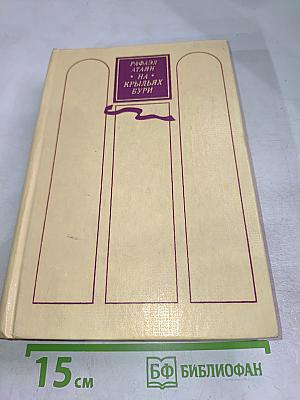 РАФАЭЛ
АТАЯН
• НА •
КРЫЛЬЯХ
БУРИ
15 см
БФ БИБЛИОФАН